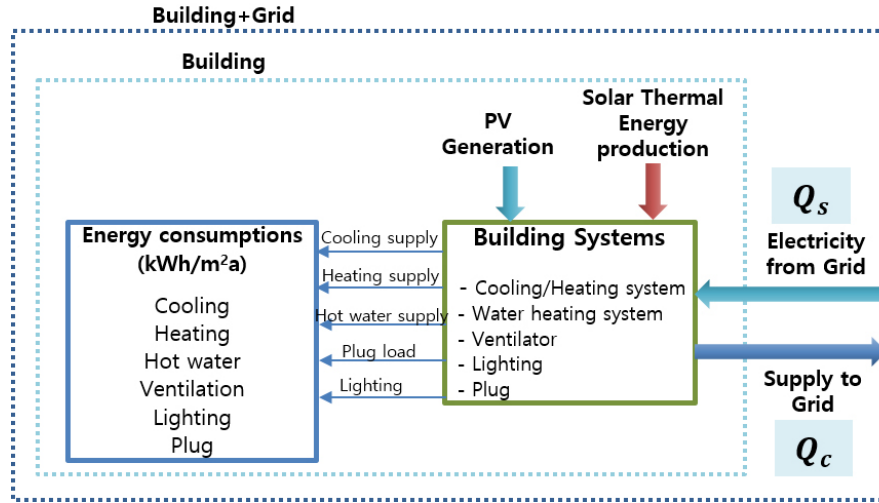 Building+Grid
Building
PV
Generation
Solar Thermal
Energy
production
Q_s
Electricity
from Grid
Energy consumptions
(kWh/m²a)
Cooling
Heating
Hot water
Ventilation
Lighting
Plug
Cooling supply
Heating supply
Hot water supply
Plug load
Lighting
Building Systems
- Cooling/Heating system
- Water heating system
- Ventilator
- Lighting
- Plug
Supply to
Grid
Q_c